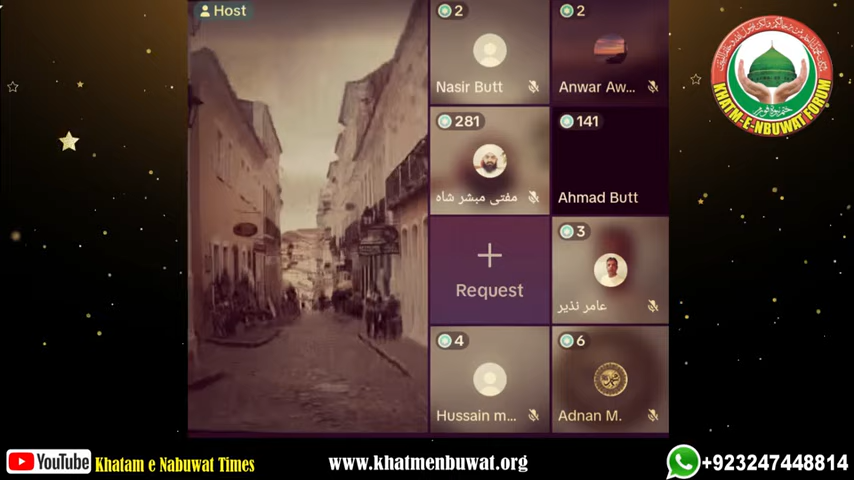 Host
2
Nasir Butt
2
Anwar Aw...
281
مفتی مبشر شاہ
141
Ahmad Butt
+
Request
3
عامر نذیر
4
Hussain m...
6
Adnan M.
KHATM-E-NBUWAT FORUM
YouTube Khatam e Nabuwat Times
www.khatmenbuwat.org
+923247448814